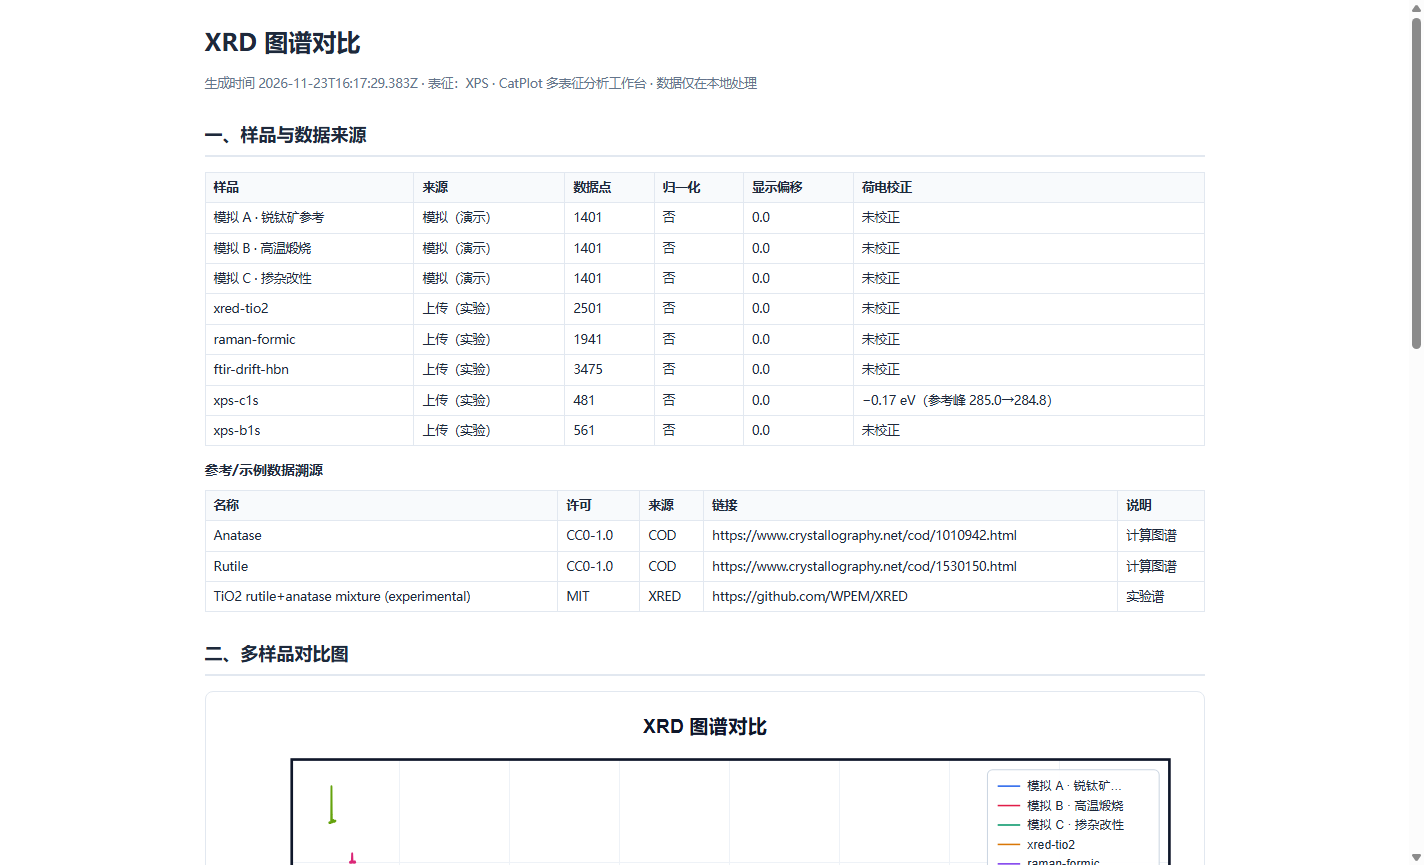 XRD 图谱对比
生成时间 2026-11-23T16:17:29.383Z · 表征：XPS · CatPlot 多表征分析工作台 · 数据仅在本地处理
一、样品与数据来源
样品 来源 数据点 归一化 显示偏移 荷电校正
模拟 A · 锐钛矿参考 模拟（演示） 1401 否 0.0 未校正
模拟 B · 高温煅烧 模拟（演示） 1401 否 0.0 未校正
模拟 C · 掺杂改性 模拟（演示） 1401 否 0.0 未校正
xred-tio2 上传（实验） 2501 否 0.0 未校正
raman-formic 上传（实验） 1941 否 0.0 未校正
ftir-drift-hbn 上传（实验） 3475 否 0.0 未校正
xps-c1s 上传（实验） 481 否 0.0 −0.17 eV（参考峰 285.0→284.8）
xps-b1s 上传（实验） 561 否 0.0 未校正
参考/示例数据溯源
名称 许可 来源 链接 说明
Anatase CC0-1.0 COD https://www.crystallography.net/cod/1010942.html 计算图谱
Rutile CC0-1.0 COD https://www.crystallography.net/cod/1530150.html 计算图谱
TiO2 rutile+anatase mixture (experimental) MIT XRED https://github.com/WPEM/XRED 实验谱
二、多样品对比图
XRD 图谱对比
模拟 A · 锐钛矿…
模拟 B · 高温煅烧
模拟 C · 掺杂改性
xred-tio2
raman-formic